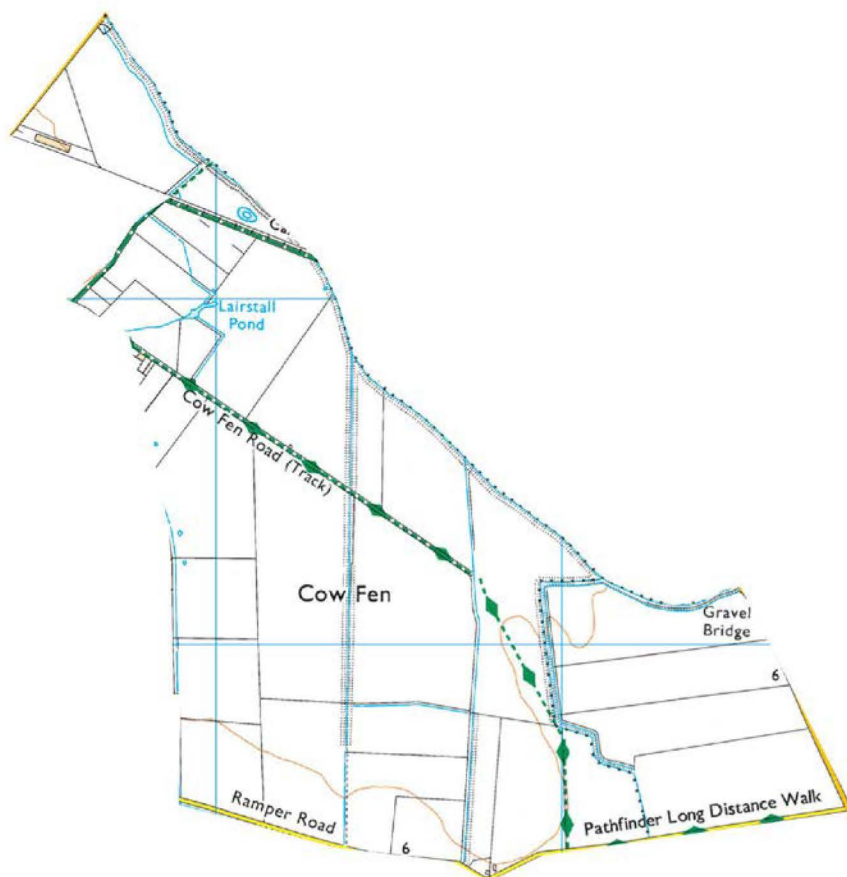 Lairstall
Pond
Cow Fen Road (Track)
Cow Fen
Gravel
Bridge
6
Ramper Road
6
Pathfinder Long Distance Walk